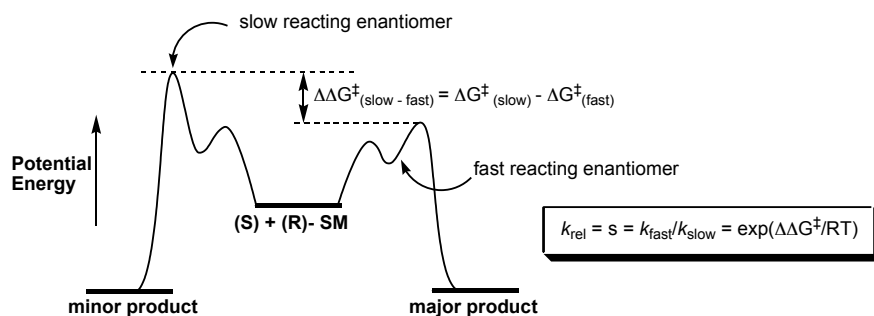 slow reacting enantiomer
ΔΔG‡(slow - fast) = ΔG‡ (slow) - ΔG‡(fast)
Potential
Energy
fast reacting enantiomer
(S) + (R)- SM
krel = s = kfast/kslow = exp(ΔΔG‡/RT)
minor product
major product